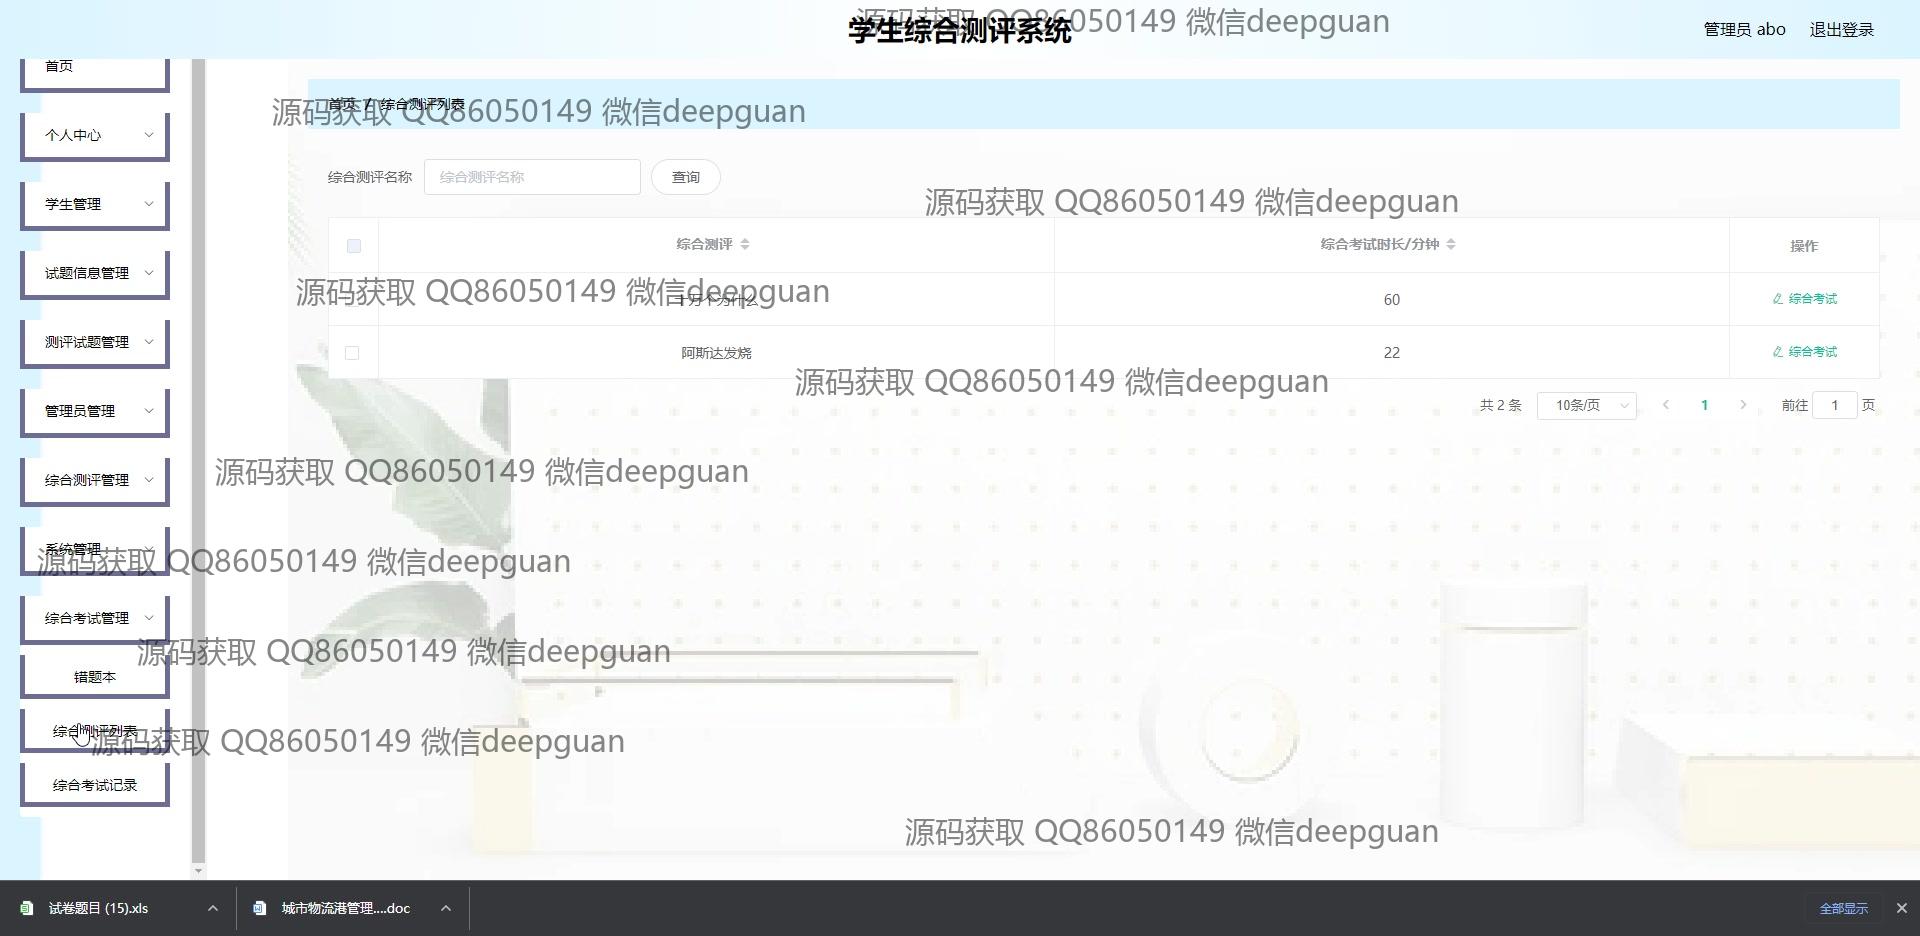 学生综合测评系统
源码获取 QQ86050149 微信deepguan
管理员 abo 退出登录
首页
个人中心
学生管理
试题信息管理
测评试题管理
管理员管理
综合测评管理
系统管理
综合考试管理
错题本
综合测评列表
综合考试记录
首页 / 综合测评列表
源码获取 QQ86050149 微信deepguan
综合测评名称 综合测评名称 查询
源码获取 QQ86050149 微信deepguan
综合测评 综合考试时长/分钟 操作
源码获取 QQ86050149 微信deepguan
十万个为什么 60 综合考试
阿斯达发烧 22 综合考试
源码获取 QQ86050149 微信deepguan
共 2 条 10条/页 1 前往 1 页
源码获取 QQ86050149 微信deepguan
源码获取 QQ86050149 微信deepguan
源码获取 QQ86050149 微信deepguan
源码获取 QQ86050149 微信deepguan
源码获取 QQ86050149 微信deepguan
试卷题目 (15).xls 城市物流港管理....doc 全部显示